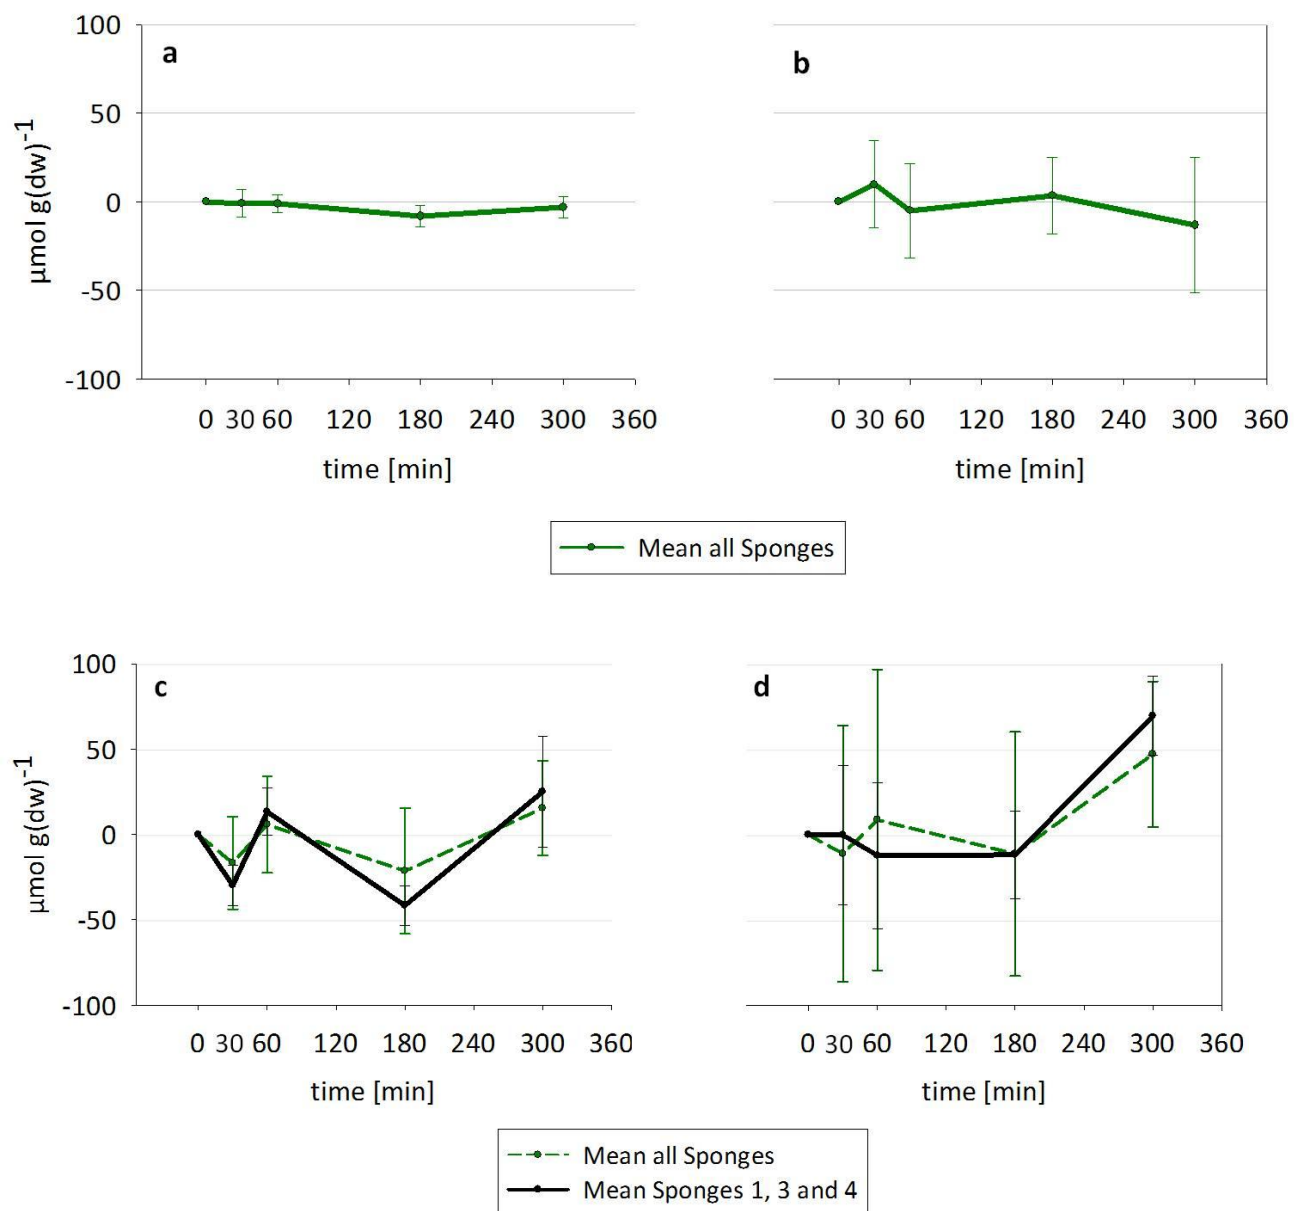 a
b
µmol g(dw)⁻¹
100
50
0
-50
-100
0 30 60 120 180 240 300 360
0 30 60 120 180 240 300 360
time [min]
time [min]
Mean all Sponges
c
d
µmol g(dw)⁻¹
100
50
0
-50
-100
0 30 60 120 180 240 300 360
0 30 60 120 180 240 300 360
time [min]
time [min]
Mean all Sponges
Mean Sponges 1, 3 and 4